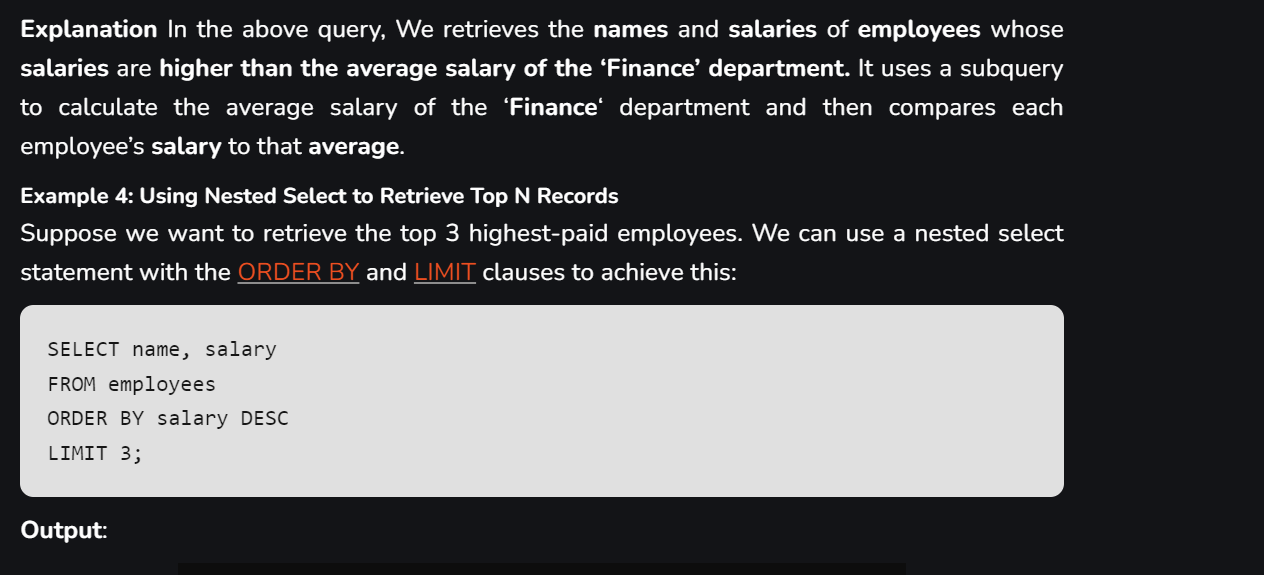 Explanation In the above query, We retrieves the names and salaries of employees whose
salaries are higher than the average salary of the ‘Finance’ department. It uses a subquery
to calculate the average salary of the ‘Finance‘ department and then compares each
employee’s salary to that average.
Example 4: Using Nested Select to Retrieve Top N Records
Suppose we want to retrieve the top 3 highest-paid employees. We can use a nested select
statement with the ORDER BY and LIMIT clauses to achieve this:
SELECT name, salary
FROM employees
ORDER BY salary DESC
LIMIT 3;
Output: